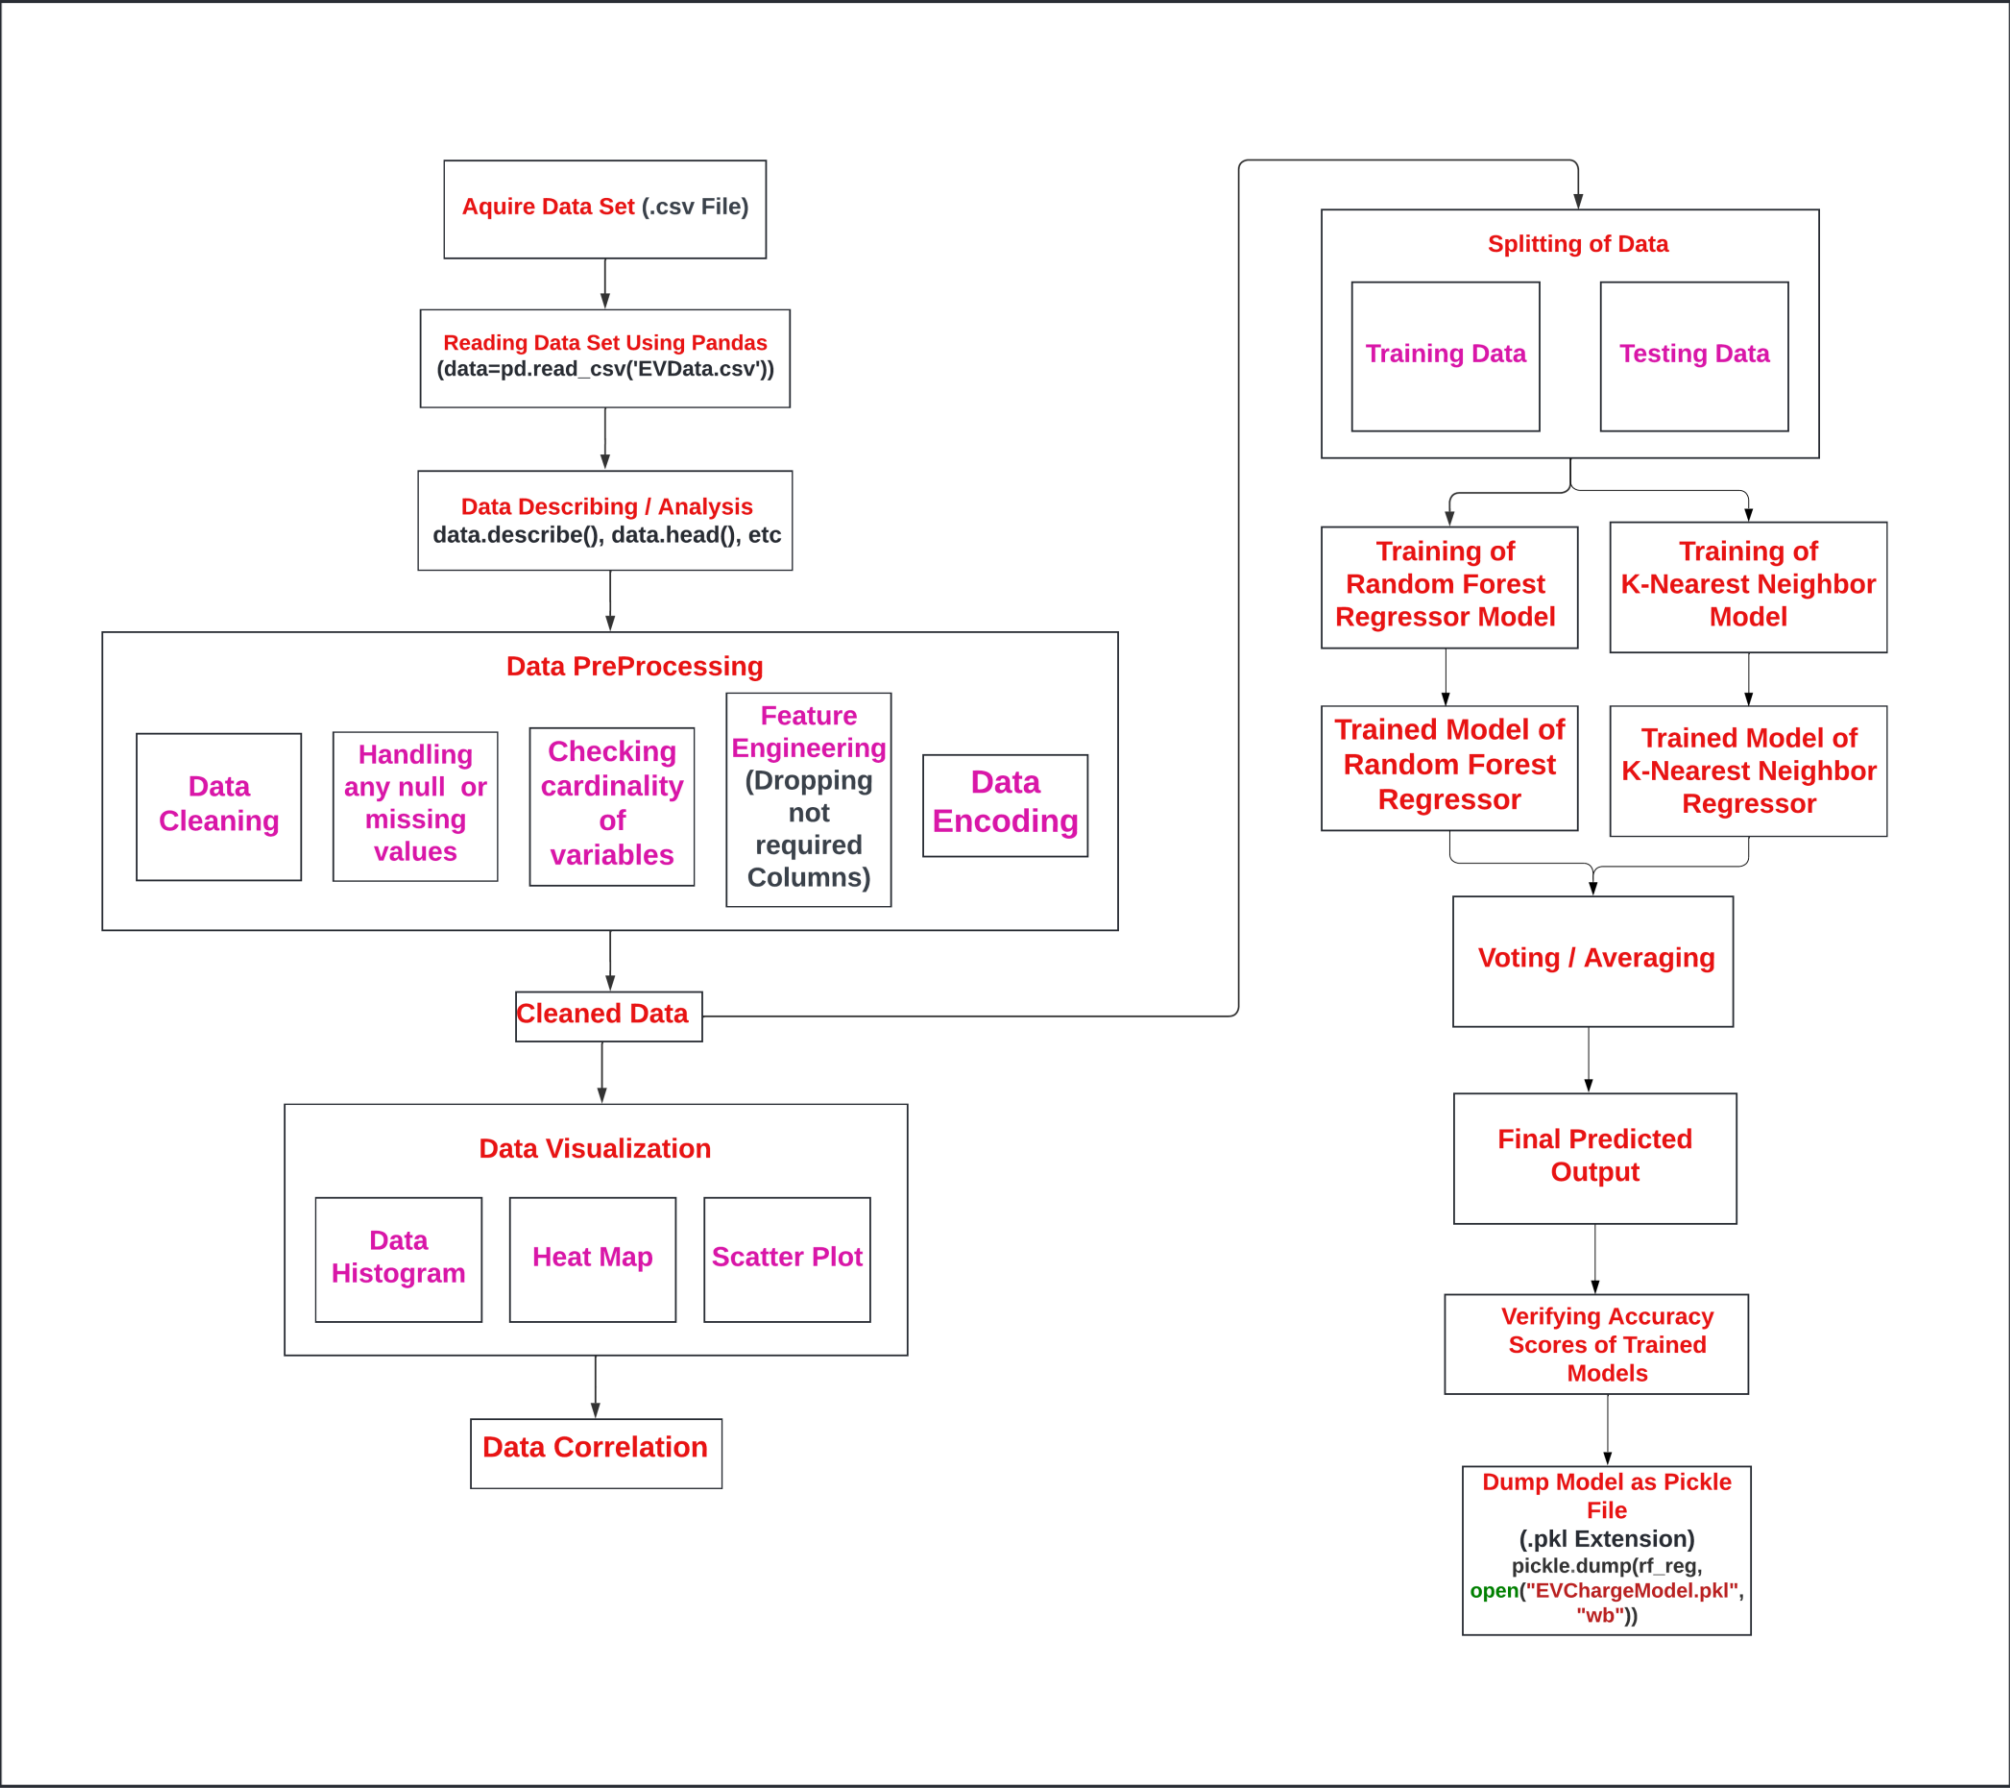 Aquire Data Set (.csv File)
Reading Data Set Using Pandas
(data=pd.read_csv('EVData.csv'))
Data Describing / Analysis
data.describe(), data.head(), etc
Data PreProcessing
Data
Cleaning
Handling
any null  or
missing
values
Checking
cardinality
of
variables
Feature
Engineering
(Dropping
not
required
Columns)
Data
Encoding
Cleaned Data
Data Visualization
Data
Histogram
Heat Map
Scatter Plot
Data Correlation
Splitting of Data
Training Data
Testing Data
Training of
Random Forest
Regressor Model
Training of
K-Nearest Neighbor
Model
Trained Model of
Random Forest
Regressor
Trained Model of
K-Nearest Neighbor
Regressor
Voting / Averaging
Final Predicted
Output
Verifying Accuracy
Scores of Trained
Models
Dump Model as Pickle
File
(.pkl Extension)
pickle.dump(rf_reg,
open("EVChargeModel.pkl",
"wb"))